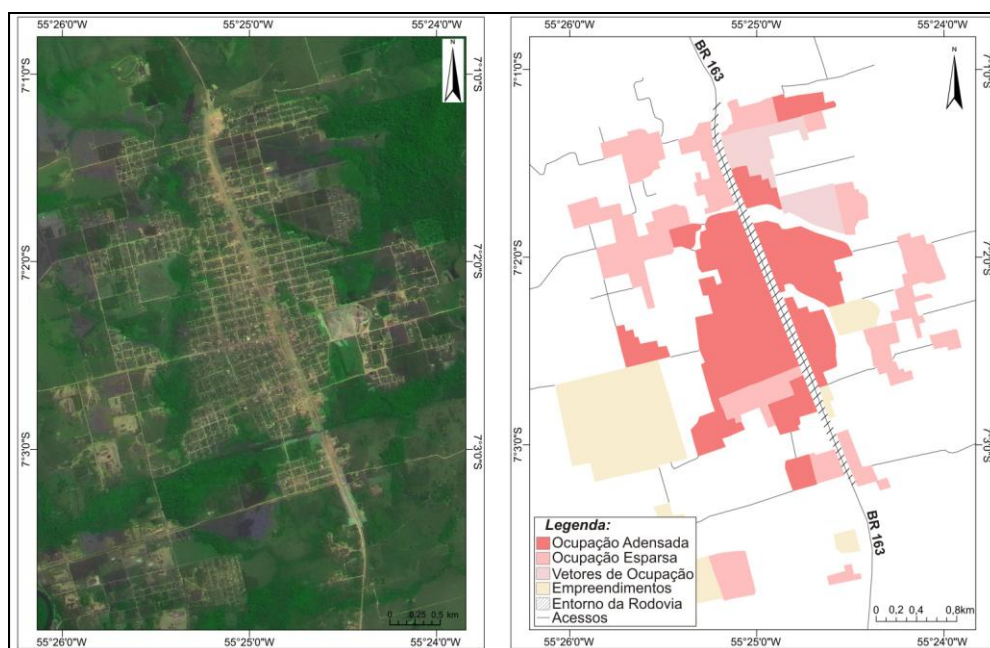 55°26'0"W 55°25'0"W 55°24'0"W
7°1'0"S
7°2'0"S
7°3'0"S
N
7°1'0"S
7°2'0"S
7°3'0"S
0 0,25 0,5 km
55°26'0"W 55°25'0"W 55°24'0"W
55°26'0"W 55°25'0"W 55°24'0"W
7°1'0"S
7°2'0"S
7°3'0"S
BR 163
N
7°1'0"S
7°2'0"S
7°3'0"S
BR 163
Legenda:
Ocupação Adensada
Ocupação Esparsa
Vetores de Ocupação
Empreendimentos
Entorno da Rodovia
Acessos
0 0,2 0,4 0,8km
55°26'0"W 55°25'0"W 55°24'0"W